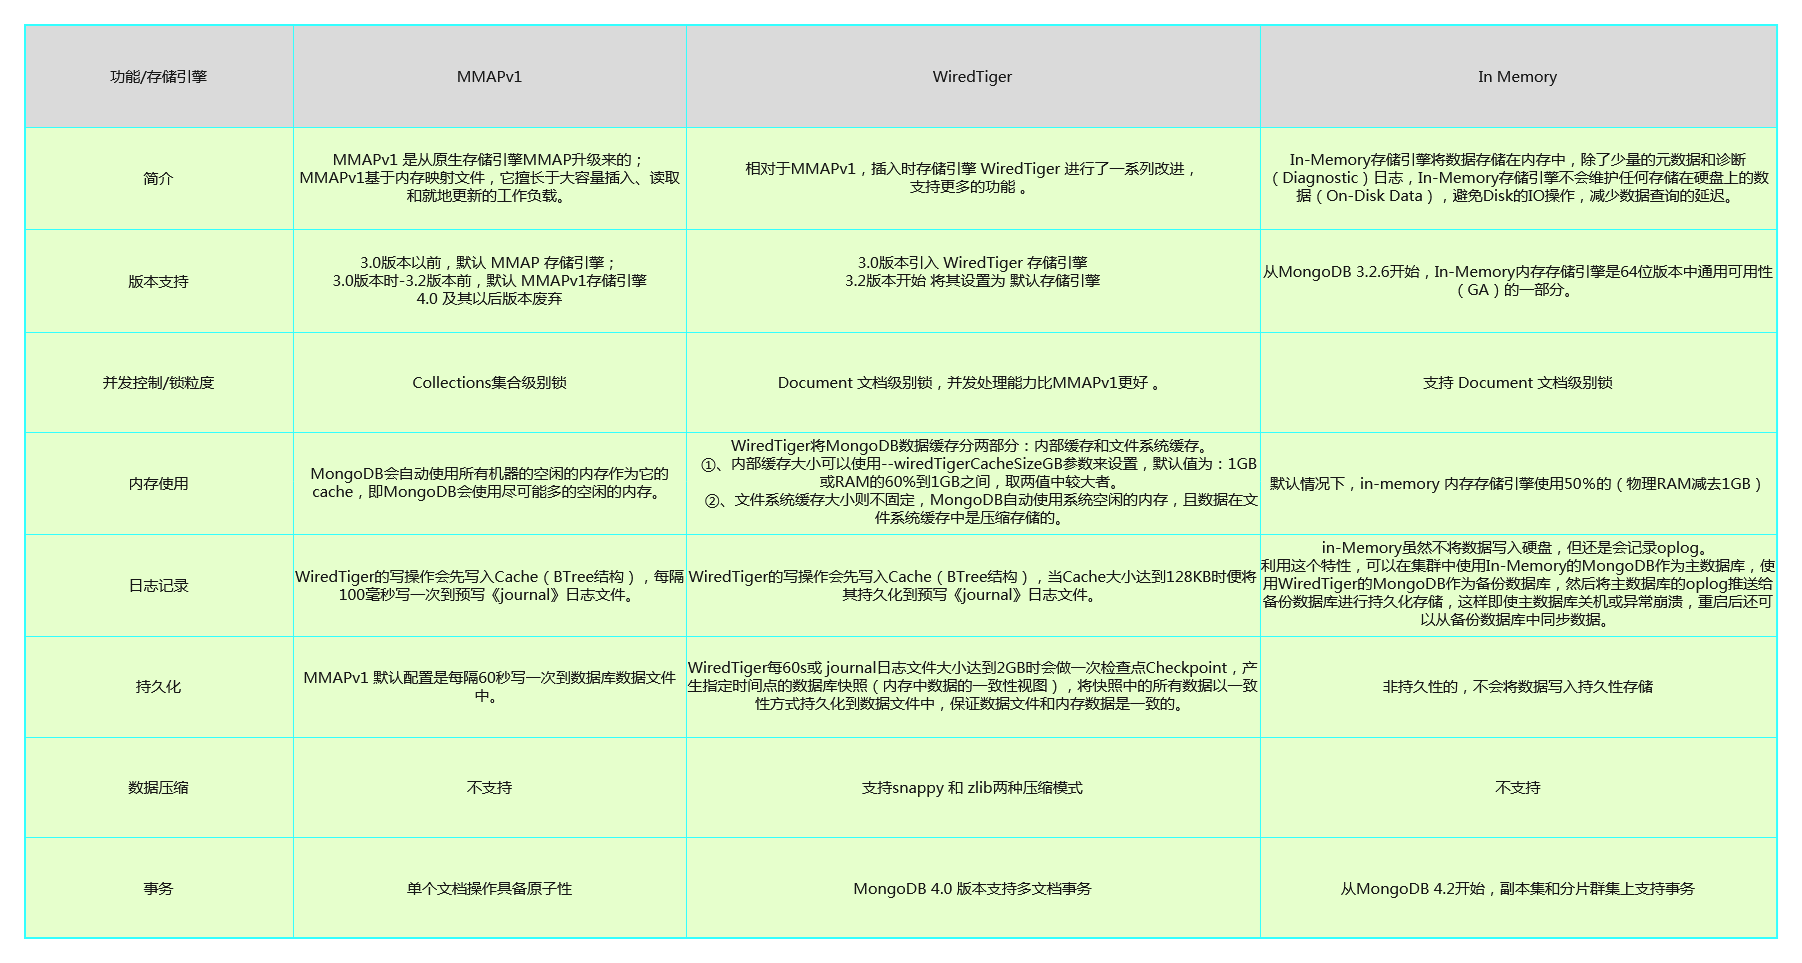 功能/存储引擎
MMAPv1
WiredTiger
In Memory
简介
MMAPv1 是从原生存储引擎MMAP升级来的；
MMAPv1基于内存映射文件，它擅长于大容量插入、读取
和就地更新的工作负载。
相对于MMAPv1，插入时存储引擎 WiredTiger 进行了一系列改进，
支持更多的功能 。
In-Memory存储引擎将数据存储在内存中，除了少量的元数据和诊断
（Diagnostic）日志，In-Memory存储引擎不会维护任何存储在硬盘上的数
据（On-Disk Data），避免Disk的IO操作，减少数据查询的延迟。
版本支持
3.0版本以前，默认 MMAP 存储引擎；
3.0版本时-3.2版本前，默认 MMAPv1存储引擎
4.0 及其以后版本废弃
3.0版本引入 WiredTiger 存储引擎
3.2版本开始 将其设置为 默认存储引擎
从MongoDB 3.2.6开始，In-Memory内存存储引擎是64位版本中通用可用性
（GA）的一部分。
并发控制/锁粒度
Collections集合级别锁
Document 文档级别锁，并发处理能力比MMAPv1更好 。
支持 Document 文档级别锁
内存使用
MongoDB会自动使用所有机器的空闲的内存作为它的
cache，即MongoDB会使用尽可能多的空闲的内存。
WiredTiger将MongoDB数据缓存分两部分：内部缓存和文件系统缓存。
①、内部缓存大小可以使用--wiredTigerCacheSizeGB参数来设置，默认值为：1GB
或RAM的60%到1GB之间，取两值中较大者。
②、文件系统缓存大小则不固定，MongoDB自动使用系统空闲的内存，且数据在文
件系统缓存中是压缩存储的。
默认情况下，in-memory 内存存储引擎使用50％的（物理RAM减去1GB）
日志记录
WiredTiger的写操作会先写入Cache（BTree结构），每隔
100毫秒写一次到预写《journal》日志文件。
WiredTiger的写操作会先写入Cache（BTree结构），当Cache大小达到128KB时便将
其持久化到预写《journal》日志文件。
in-Memory虽然不将数据写入硬盘，但还是会记录oplog。
利用这个特性，可以在集群中使用In-Memory的MongoDB作为主数据库，使
用WiredTiger的MongoDB作为备份数据库，然后将主数据库的oplog推送给
备份数据库进行持久化存储，这样即使主数据库关机或异常崩溃，重启后还可
以从备份数据库中同步数据。
持久化
MMAPv1 默认配置是每隔60秒写一次到数据库数据文件
中。
WiredTiger每60s或 journal日志文件大小达到2GB时会做一次检查点Checkpoint，产
生指定时间点的数据库快照（内存中数据的一致性视图），将快照中的所有数据以一致
性方式持久化到数据文件中，保证数据文件和内存数据是一致的。
非持久性的，不会将数据写入持久性存储
数据压缩
不支持
支持snappy 和 zlib两种压缩模式
不支持
事务
单个文档操作具备原子性
MongoDB 4.0 版本支持多文档事务
从MongoDB 4.2开始，副本集和分片群集上支持事务